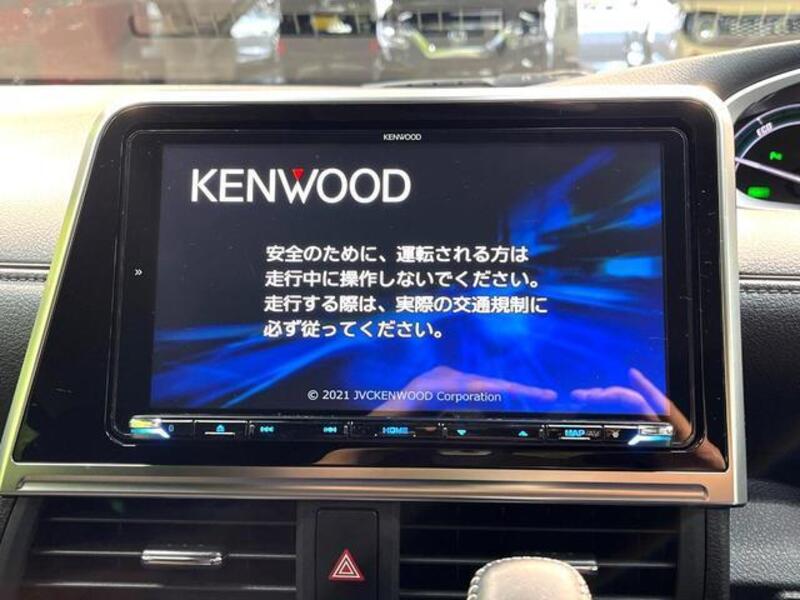 KENWOOD
KENWOOD
安全のために、運転される方は
走行中に操作しないでください。
走行する際は、実際の交通規制に
必ず従ってください。
© 2021 JVCKENWOOD Corporation
HOME
MAP/AV
ECO